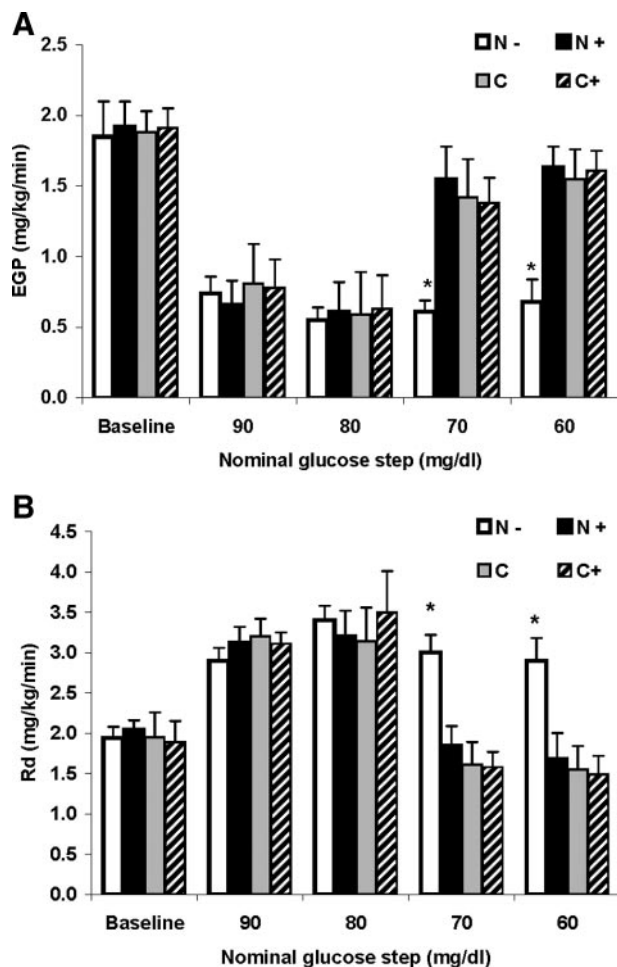 A
2.5
N - N +
C C+
2.0
1.5
1.0
0.5
0.0
EGP (mg/kg/min)
* *
Baseline 90 80 70 60
Nominal glucose step (mg/dl)
B
4.5
N - N +
4.0
C C+
3.5
3.0
2.5
2.0
1.5
1.0
0.5
0.0
Rd (mg/kg/min)
* *
Baseline 90 80 70 60
Nominal glucose step (mg/dl)